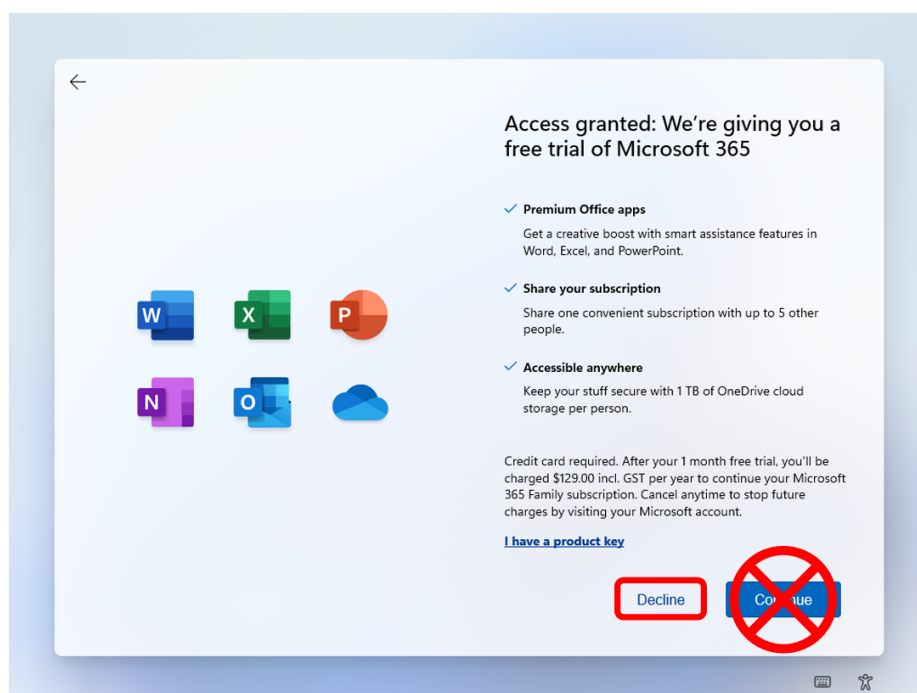 Access granted: We're giving you a
free trial of Microsoft 365
Premium Office apps
Get a creative boost with smart assistance features in
Word, Excel, and PowerPoint.
Share your subscription
Share one convenient subscription with up to 5 other
people.
Accessible anywhere
Keep your stuff secure with 1 TB of OneDrive cloud
storage per person.
W
X
P
N
O
Credit card required. After your 1 month free trial, you'll be
charged $129.00 incl. GST per year to continue your Microsoft
365 Family subscription. Cancel anytime to stop future
charges by visiting your Microsoft account.
I have a product key
Decline
Continue